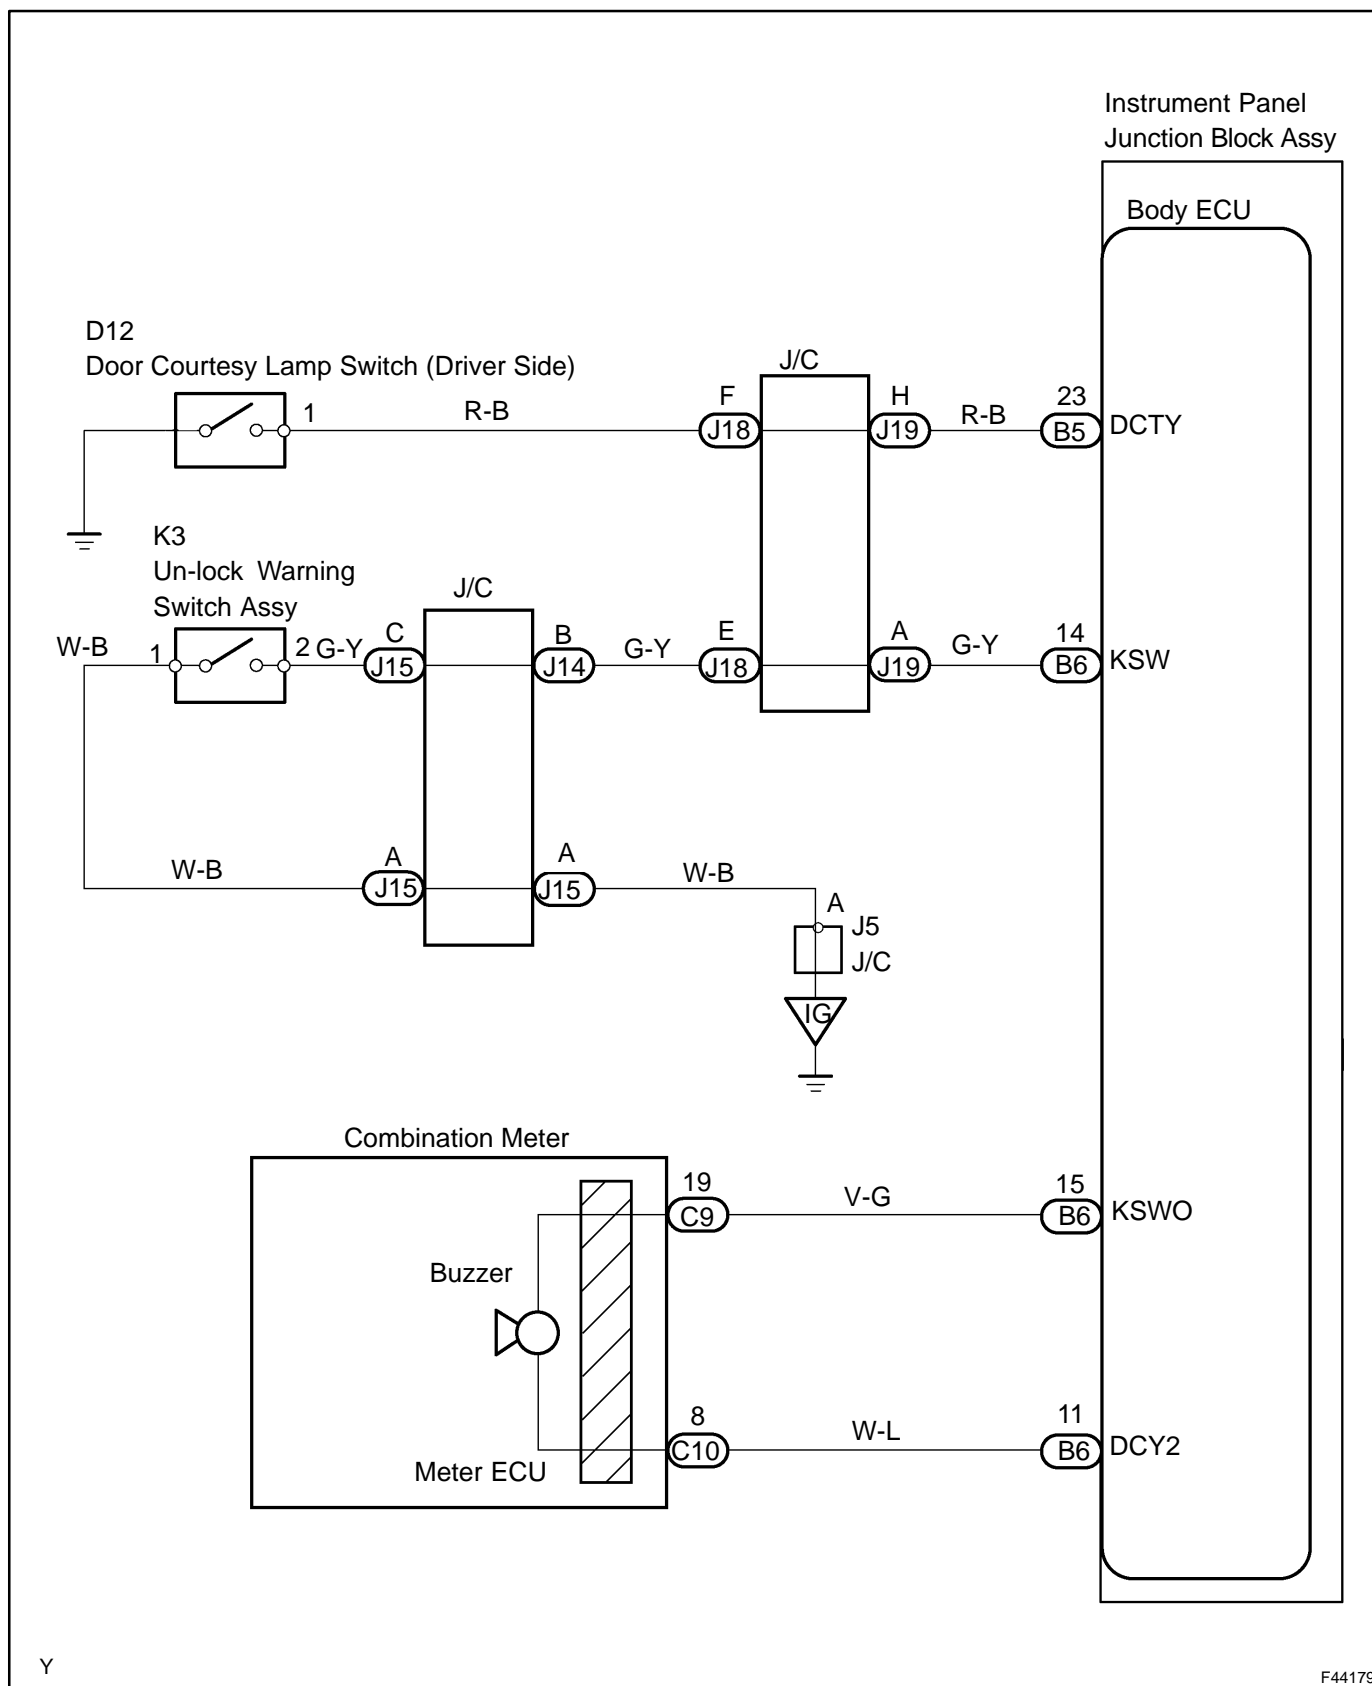 Instrument Panel
Junction Block Assy
Body ECU
D12
Door Courtesy Lamp Switch (Driver Side)
J/C
1
R-B
F
J18
H
J19
R-B
23
B5
DCTY
K3
Un-lock Warning
Switch Assy
J/C
W-B
1
2
G-Y
C
J15
B
J14
G-Y
E
J18
A
J19
G-Y
14
B6
KSW
W-B
A
J15
A
J15
W-B
A
J5
J/C
IG
Combination Meter
19
C9
V-G
15
B6
KSWO
Buzzer
8
C10
W-L
11
B6
DCY2
Meter ECU
Y
F44179